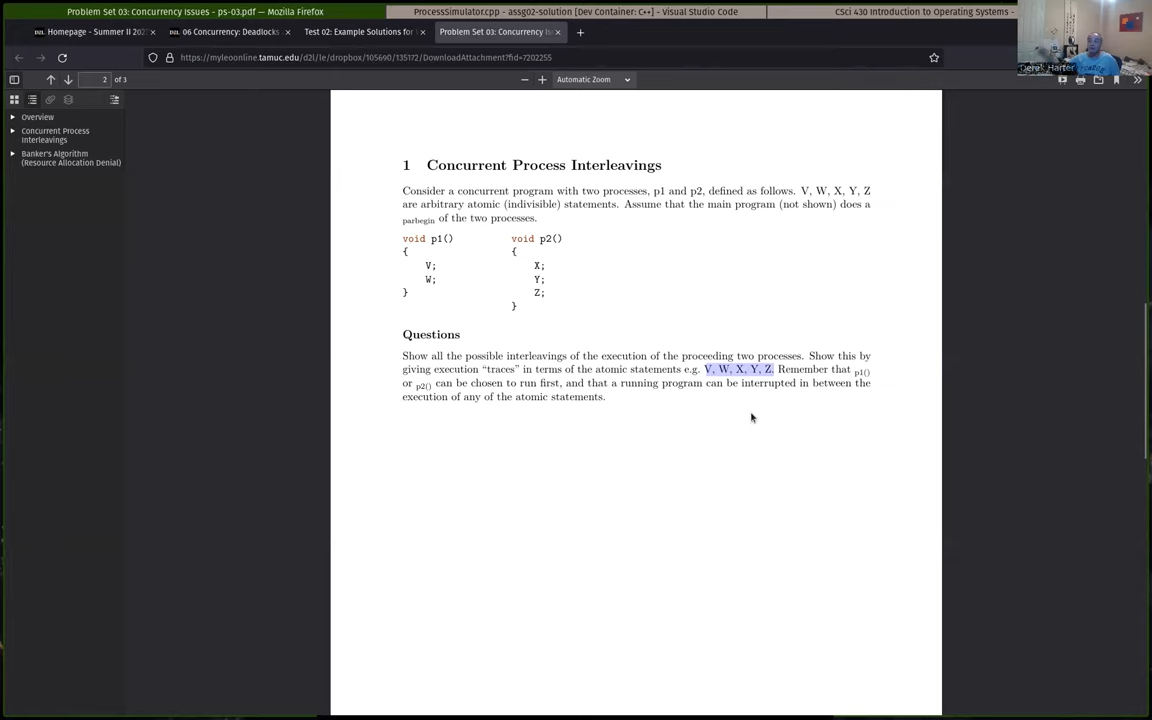 Problem Set 03: Concurrency Issues - ps-03.pdf — Mozilla Firefox
ProcessSimulator.cpp - assg02-solution [Dev Container: C++] - Visual Studio Code
CSci 430 Introduction to Operating Systems -
Homepage - Summer II 202
06 Concurrency: Deadlocks
Test 02: Example Solutions for
Problem Set 03: Concurrency Is
https://myleoonline.tamuc.edu/d2l/le/dropbox/105690/135172/DownloadAttachment?fid=7202255
Derek Harter
2 of 3
Automatic Zoom
Overview
Concurrent Process
Interleavings
Banker's Algorithm
(Resource Allocation Denial)
1 Concurrent Process Interleavings
Consider a concurrent program with two processes, p1 and p2, defined as follows. V, W, X, Y, Z
are arbitrary atomic (indivisible) statements. Assume that the main program (not shown) does a
parbegin of the two processes.
void p1() void p2()
{ {
V; X;
W; Y;
} Z;
}
Questions
Show all the possible interleavings of the execution of the proceeding two processes. Show this by
giving execution “traces” in terms of the atomic statements e.g. V, W, X, Y, Z. Remember that p1()
or p2() can be chosen to run first, and that a running program can be interrupted in between the
execution of any of the atomic statements.